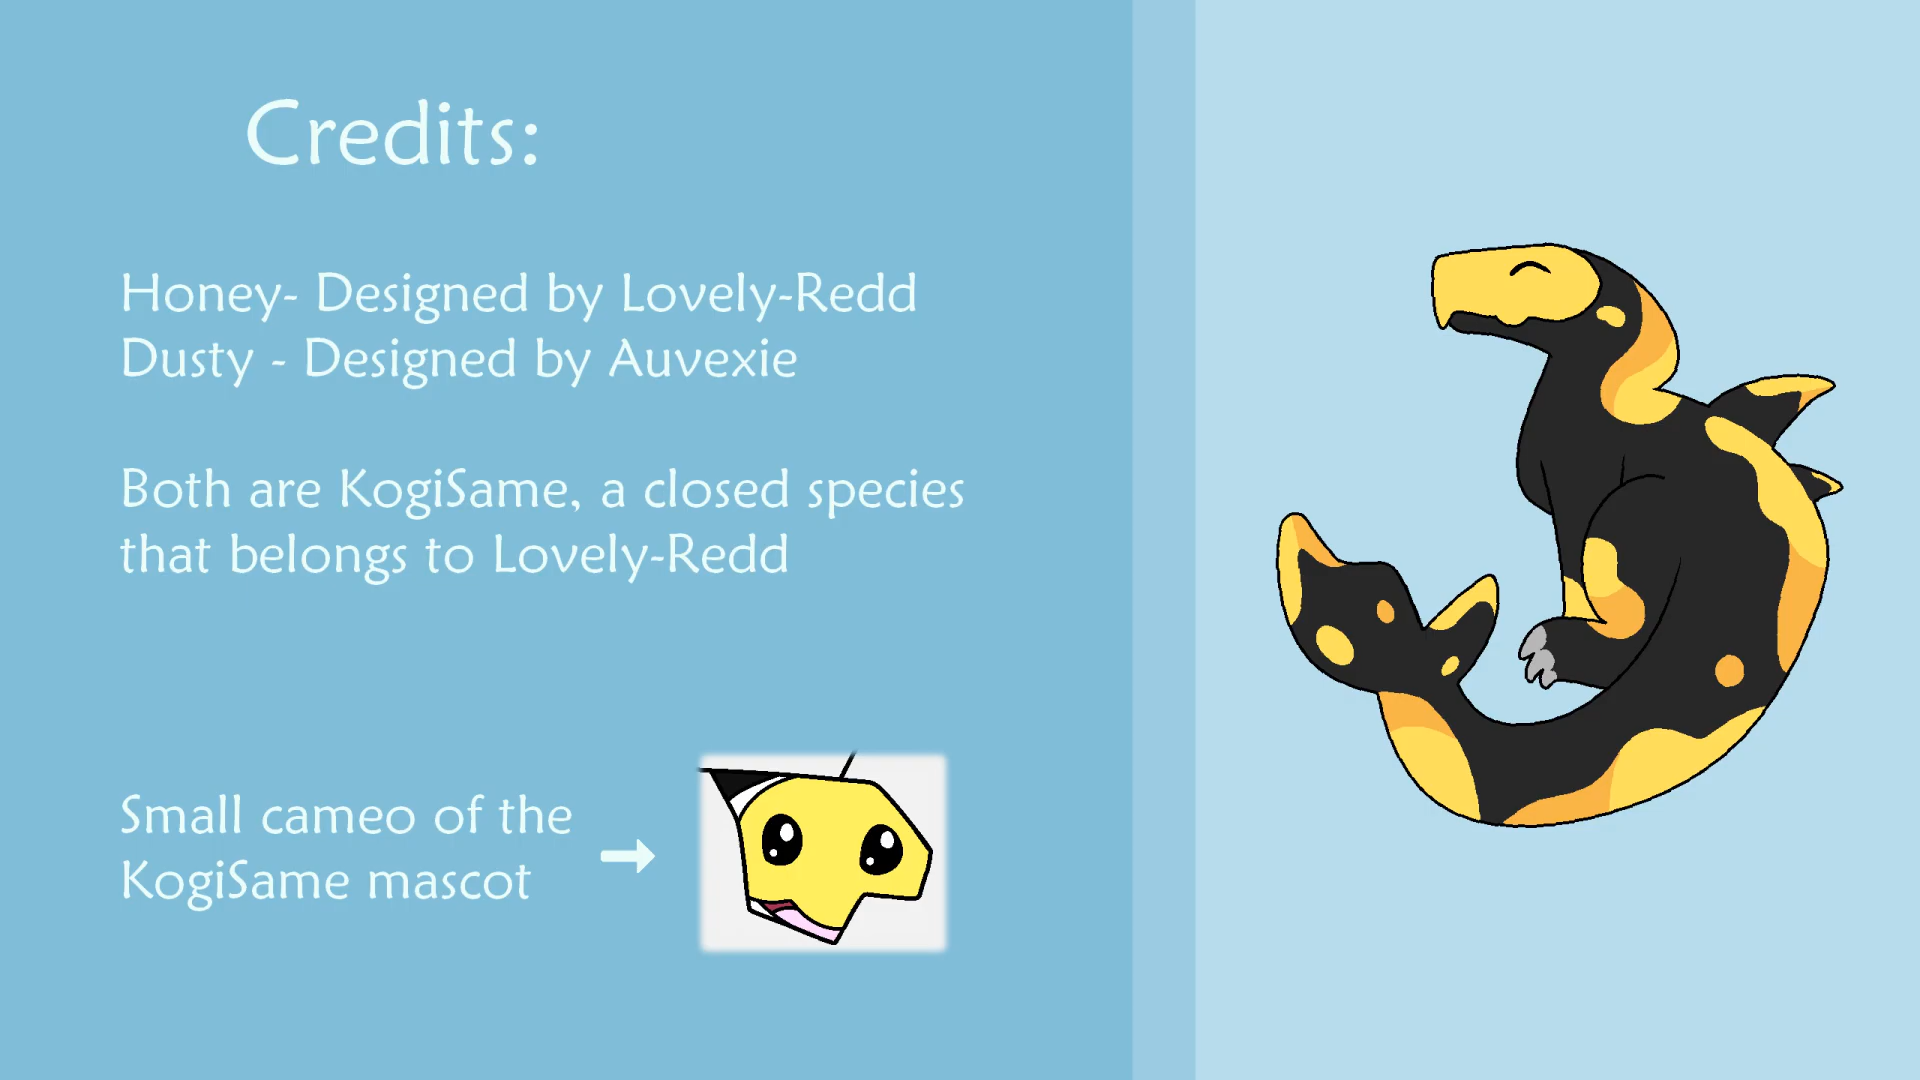 Credits:
Honey- Designed by Lovely-Redd
Dusty - Designed by Auvexie
Both are KogiSame, a closed species
that belongs to Lovely-Redd
Small cameo of the
KogiSame mascot